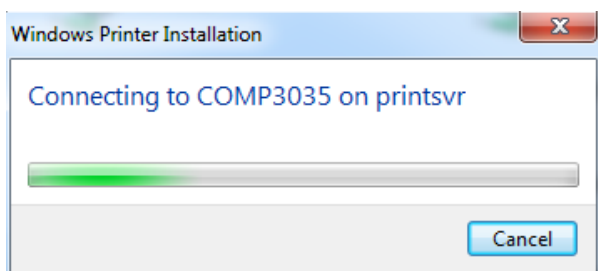 Windows Printer Installation
Connecting to COMP3035 on printsvr
Cancel